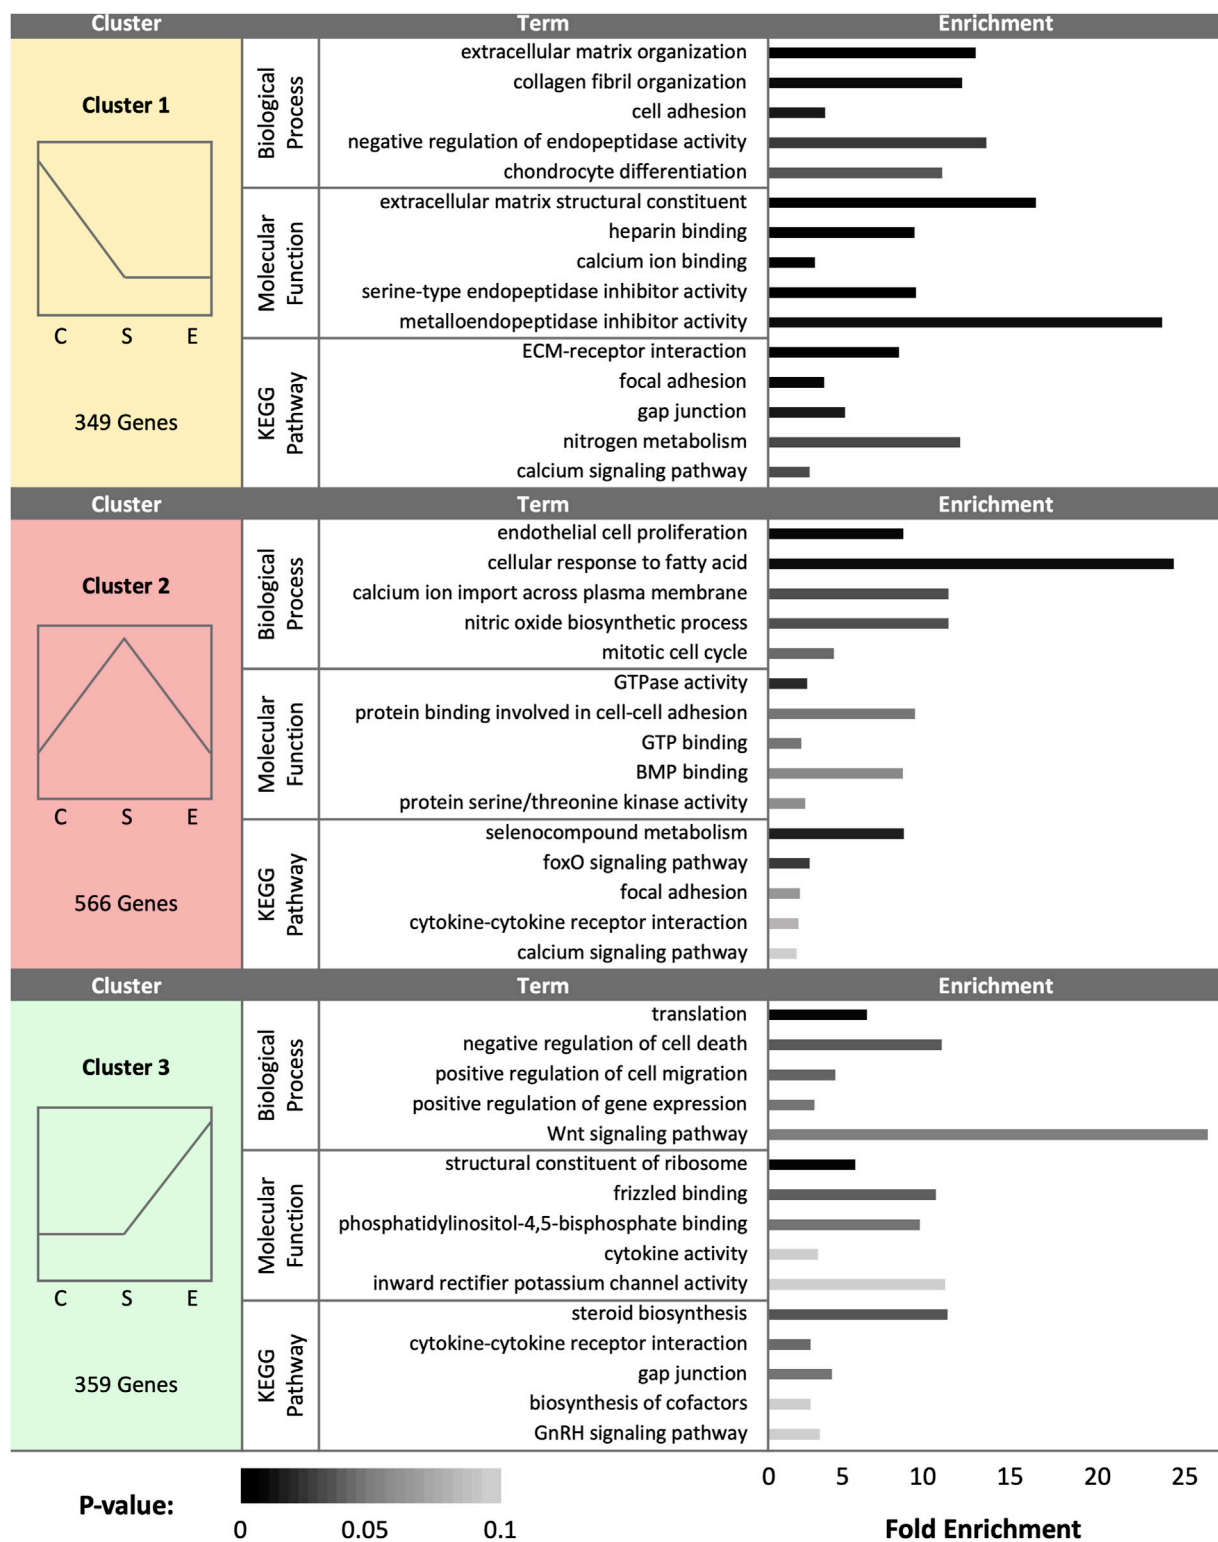 Cluster Term Enrichment
Cluster 1
C S E
349 Genes
Biological
Process
extracellular matrix organization
collagen fibril organization
cell adhesion
negative regulation of endopeptidase activity
chondrocyte differentiation
Molecular
Function
extracellular matrix structural constituent
heparin binding
calcium ion binding
serine-type endopeptidase inhibitor activity
metalloendopeptidase inhibitor activity
KEGG
Pathway
ECM-receptor interaction
focal adhesion
gap junction
nitrogen metabolism
calcium signaling pathway
Cluster Term Enrichment
Cluster 2
C S E
566 Genes
Biological
Process
endothelial cell proliferation
cellular response to fatty acid
calcium ion import across plasma membrane
nitric oxide biosynthetic process
mitotic cell cycle
Molecular
Function
GTPase activity
protein binding involved in cell-cell adhesion
GTP binding
BMP binding
protein serine/threonine kinase activity
KEGG
Pathway
selenocompound metabolism
foxO signaling pathway
focal adhesion
cytokine-cytokine receptor interaction
calcium signaling pathway
Cluster Term Enrichment
Cluster 3
C S E
359 Genes
Biological
Process
translation
negative regulation of cell death
positive regulation of cell migration
positive regulation of gene expression
Wnt signaling pathway
Molecular
Function
structural constituent of ribosome
frizzled binding
phosphatidylinositol-4,5-bisphosphate binding
cytokine activity
inward rectifier potassium channel activity
KEGG
Pathway
steroid biosynthesis
cytokine-cytokine receptor interaction
gap junction
biosynthesis of cofactors
GnRH signaling pathway
P-value:
0 0.05 0.1
0 5 10 15 20 25
Fold Enrichment